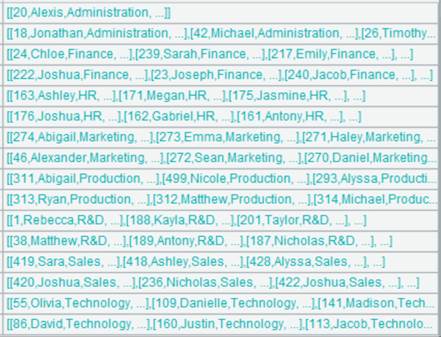 [[20,Alexis,Administration, ...]]
[[18,Jonathan,Administration, ...],[42,Michael,Administration, ...],[26,Timothy...
[[24,Chloe,Finance, ...],[239,Sarah,Finance, ...],[217,Emily,Finance, ...], ...]
[[222,Joshua,Finance, ...],[23,Joseph,Finance, ...],[240,Jacob,Finance, ...], ...]
[[163,Ashley,HR, ...],[171,Megan,HR, ...],[175,Jasmine,HR, ...], ...]
[[176,Joshua,HR, ...],[162,Gabriel,HR, ...],[161,Antony,HR, ...], ...]
[[274,Abigail,Marketing, ...],[273,Emma,Marketing, ...],[271,Haley,Marketing, ...
[[46,Alexander,Marketing, ...],[272,Sean,Marketing, ...],[270,Daniel,Marketing...
[[311,Abigail,Production, ...],[499,Nicole,Production, ...],[293,Alyssa,Producti...
[[313,Ryan,Production, ...],[312,Matthew,Production, ...],[314,Michael,Produc...
[[1,Rebecca,R&D, ...],[188,Kayla,R&D, ...],[201,Taylor,R&D, ...], ...]
[[38,Matthew,R&D, ...],[189,Antony,R&D, ...],[187,Nicholas,R&D, ...], ...]
[[419,Sara,Sales, ...],[418,Ashley,Sales, ...],[428,Alyssa,Sales, ...], ...]
[[420,Joshua,Sales, ...],[236,Nicholas,Sales, ...],[422,Joshua,Sales, ...], ...]
[[55,Olivia,Technology, ...],[109,Danielle,Technology, ...],[141,Madison,Tech...
[[86,David,Technology, ...],[160,Justin,Technology, ...],[113,Jacob,Technolo...